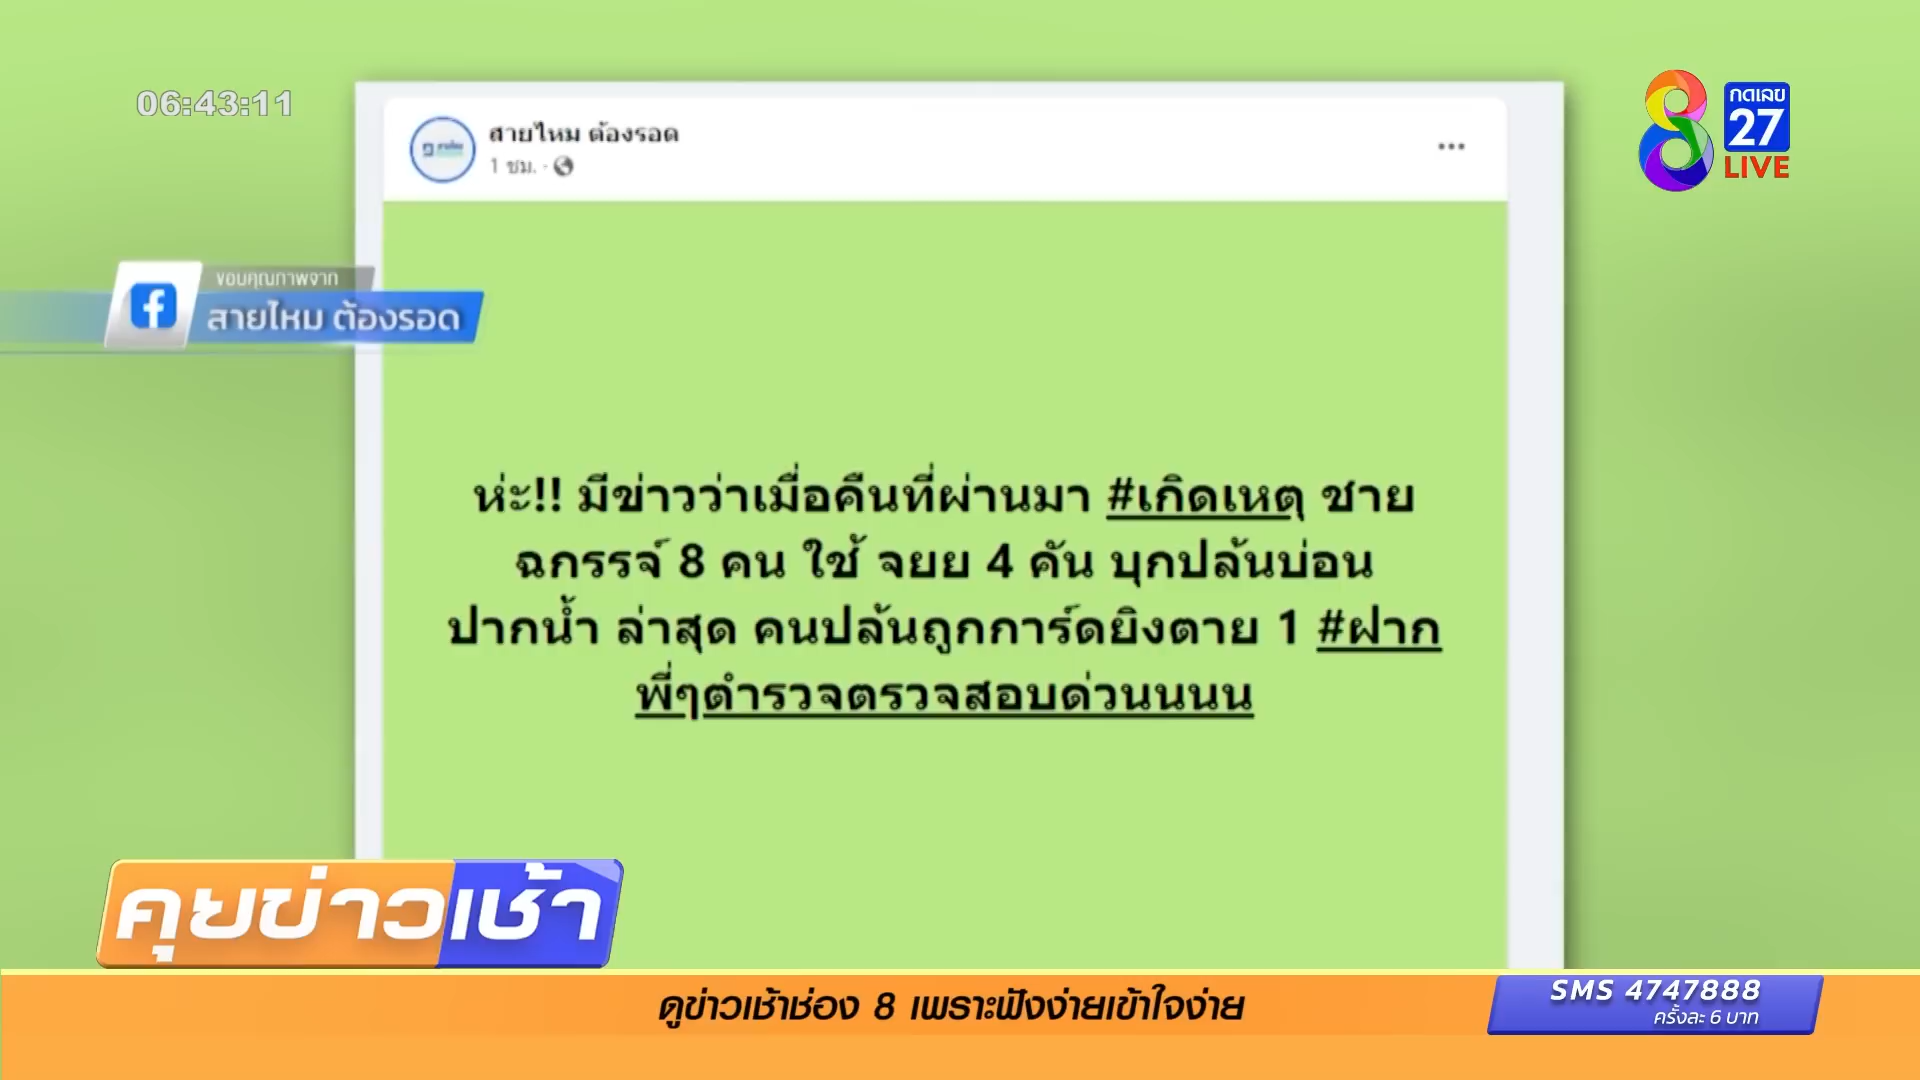 06:43:11
สายไหม ต้องรอด
1 ชม. ·
กดเลข
27
LIVE
ขอบคุณภาพจาก
สายไหม ต้องรอด
ห่ะ!! มีข่าวว่าเมื่อคืนที่ผ่านมา #เกิดเหตุ ชาย
ฉกรรจ์ 8 คน ใช้ จยย 4 คัน บุกปล้นบ่อน
ปากน้ำ ล่าสุด คนปล้นถูกการ์ดยิงตาย 1 #ฝาก
พี่ๆตำรวจตรวจสอบด่วนนนน
คุยข่าวเช้า
ดูข่าวเช้าช่อง 8 เพราะฟังง่ายเข้าใจง่าย
SMS 4747888
ครั้งละ 6 บาท